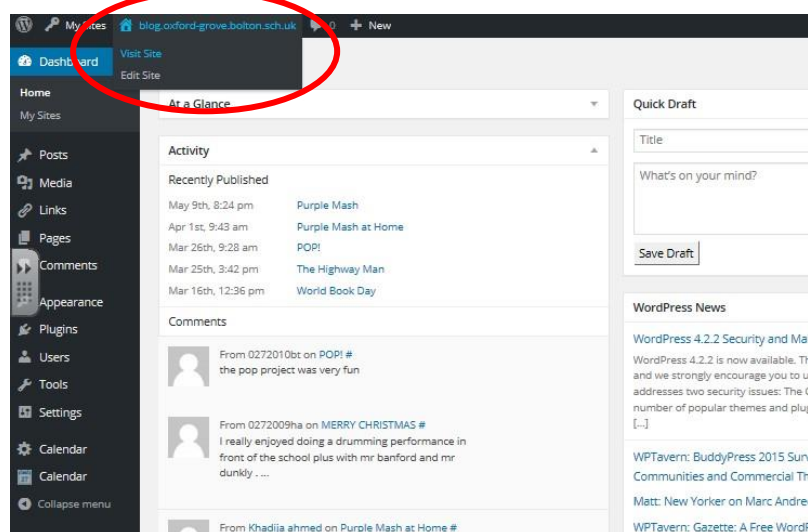 My Sites blog.oxford-grove.bolton.sch.uk 0 + New
Visit Site
Edit Site
Dashboard
Home
My Sites
Posts
Media
Links
Pages
Comments
Appearance
Plugins
Users
Tools
Settings
Calendar
Calendar
Collapse menu
At a Glance
Activity
Recently Published
May 9th, 8:24 pm Purple Mash
Apr 1st, 9:43 am Purple Mash at Home
Mar 26th, 9:28 am POP!
Mar 25th, 3:42 pm The Highway Man
Mar 16th, 12:36 pm World Book Day
Comments
From 0272010bt on POP! #
the pop project was very fun
From 0272009ha on MERRY CHRISTMAS #
I really enjoyed doing a drumming performance in
front of the school plus with mr banford and mr
dunkly . ...
From Khadija ahmed on Purple Mash at Home #
Quick Draft
Title
What's on your mind?
Save Draft
WordPress News
WordPress 4.2.2 Security and Ma
WordPress 4.2.2 is now available. Th
and we strongly encourage you to u
addresses two security issues: The G
number of popular themes and plug
[...]
WPTavern: BuddyPress 2015 Surv
Communities and Commercial Th
Matt: New Yorker on Marc Andree
WPTavern: Gazette: A Free WordP